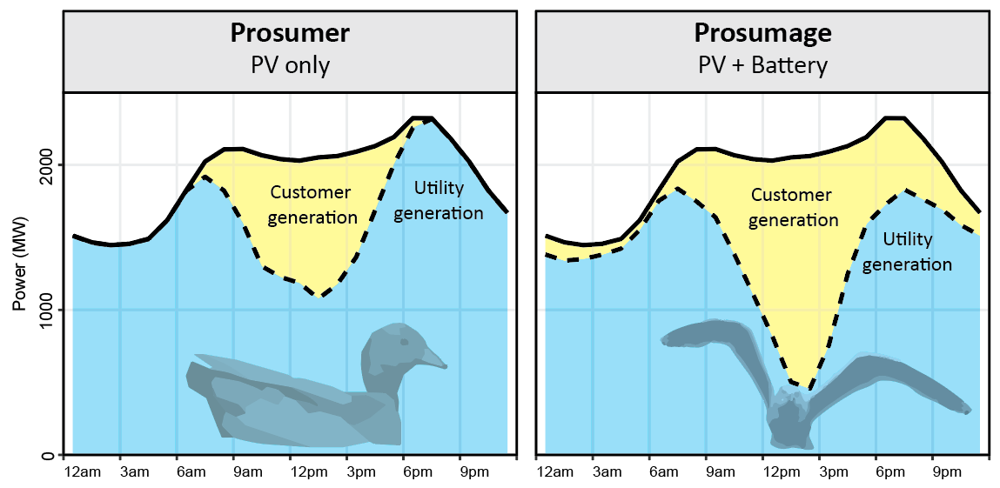 Prosumer
PV only
Prosumage
PV + Battery
Power (MW)
2000
1000
0
Customer
generation
Utility
generation
Customer
generation
Utility
generation
12am 3am 6am 9am 12pm 3pm 6pm 9pm
12am 3am 6am 9am 12pm 3pm 6pm 9pm